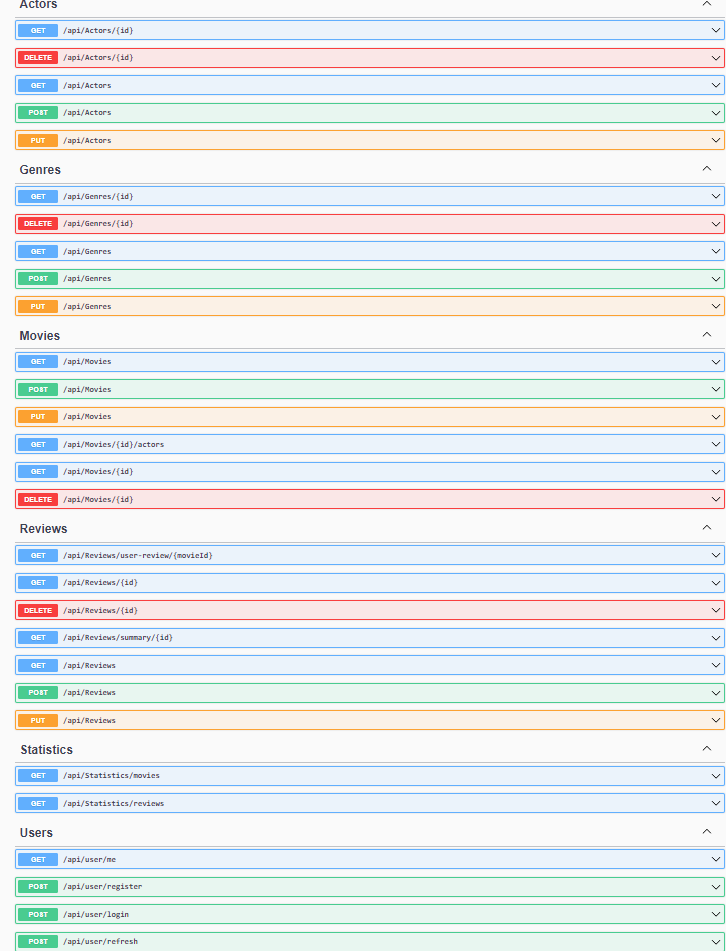 Actors
GET /api/Actors/{id}
DELETE /api/Actors/{id}
GET /api/Actors
POST /api/Actors
PUT /api/Actors
Genres
GET /api/Genres/{id}
DELETE /api/Genres/{id}
GET /api/Genres
POST /api/Genres
PUT /api/Genres
Movies
GET /api/Movies
POST /api/Movies
PUT /api/Movies
GET /api/Movies/{id}/actors
GET /api/Movies/{id}
DELETE /api/Movies/{id}
Reviews
GET /api/Reviews/user-review/{movieId}
GET /api/Reviews/{id}
DELETE /api/Reviews/{id}
GET /api/Reviews/summary/{id}
GET /api/Reviews
POST /api/Reviews
PUT /api/Reviews
Statistics
GET /api/Statistics/movies
GET /api/Statistics/reviews
Users
GET /api/user/me
POST /api/user/register
POST /api/user/login
POST /api/user/refresh